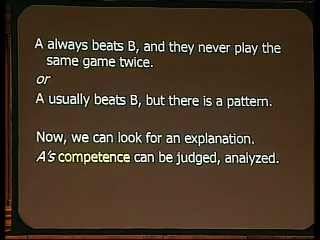 A always beats B, and they never play the
same game twice.
or
A usually beats B, but there is a pattern.
Now, we can look for an explanation.
A's competence can be judged, analyzed.